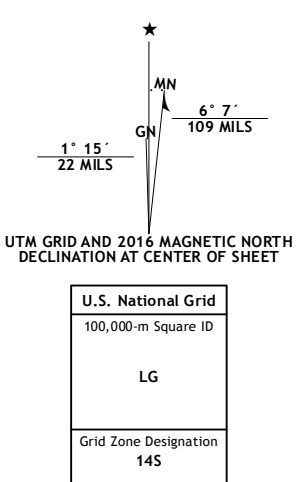 MN
GN
6° 7´
109 MILS
1° 15´
22 MILS
UTM GRID AND 2016 MAGNETIC NORTH
DECLINATION AT CENTER OF SHEET
U.S. National Grid
100,000-m Square ID
LG
Grid Zone Designation
14S